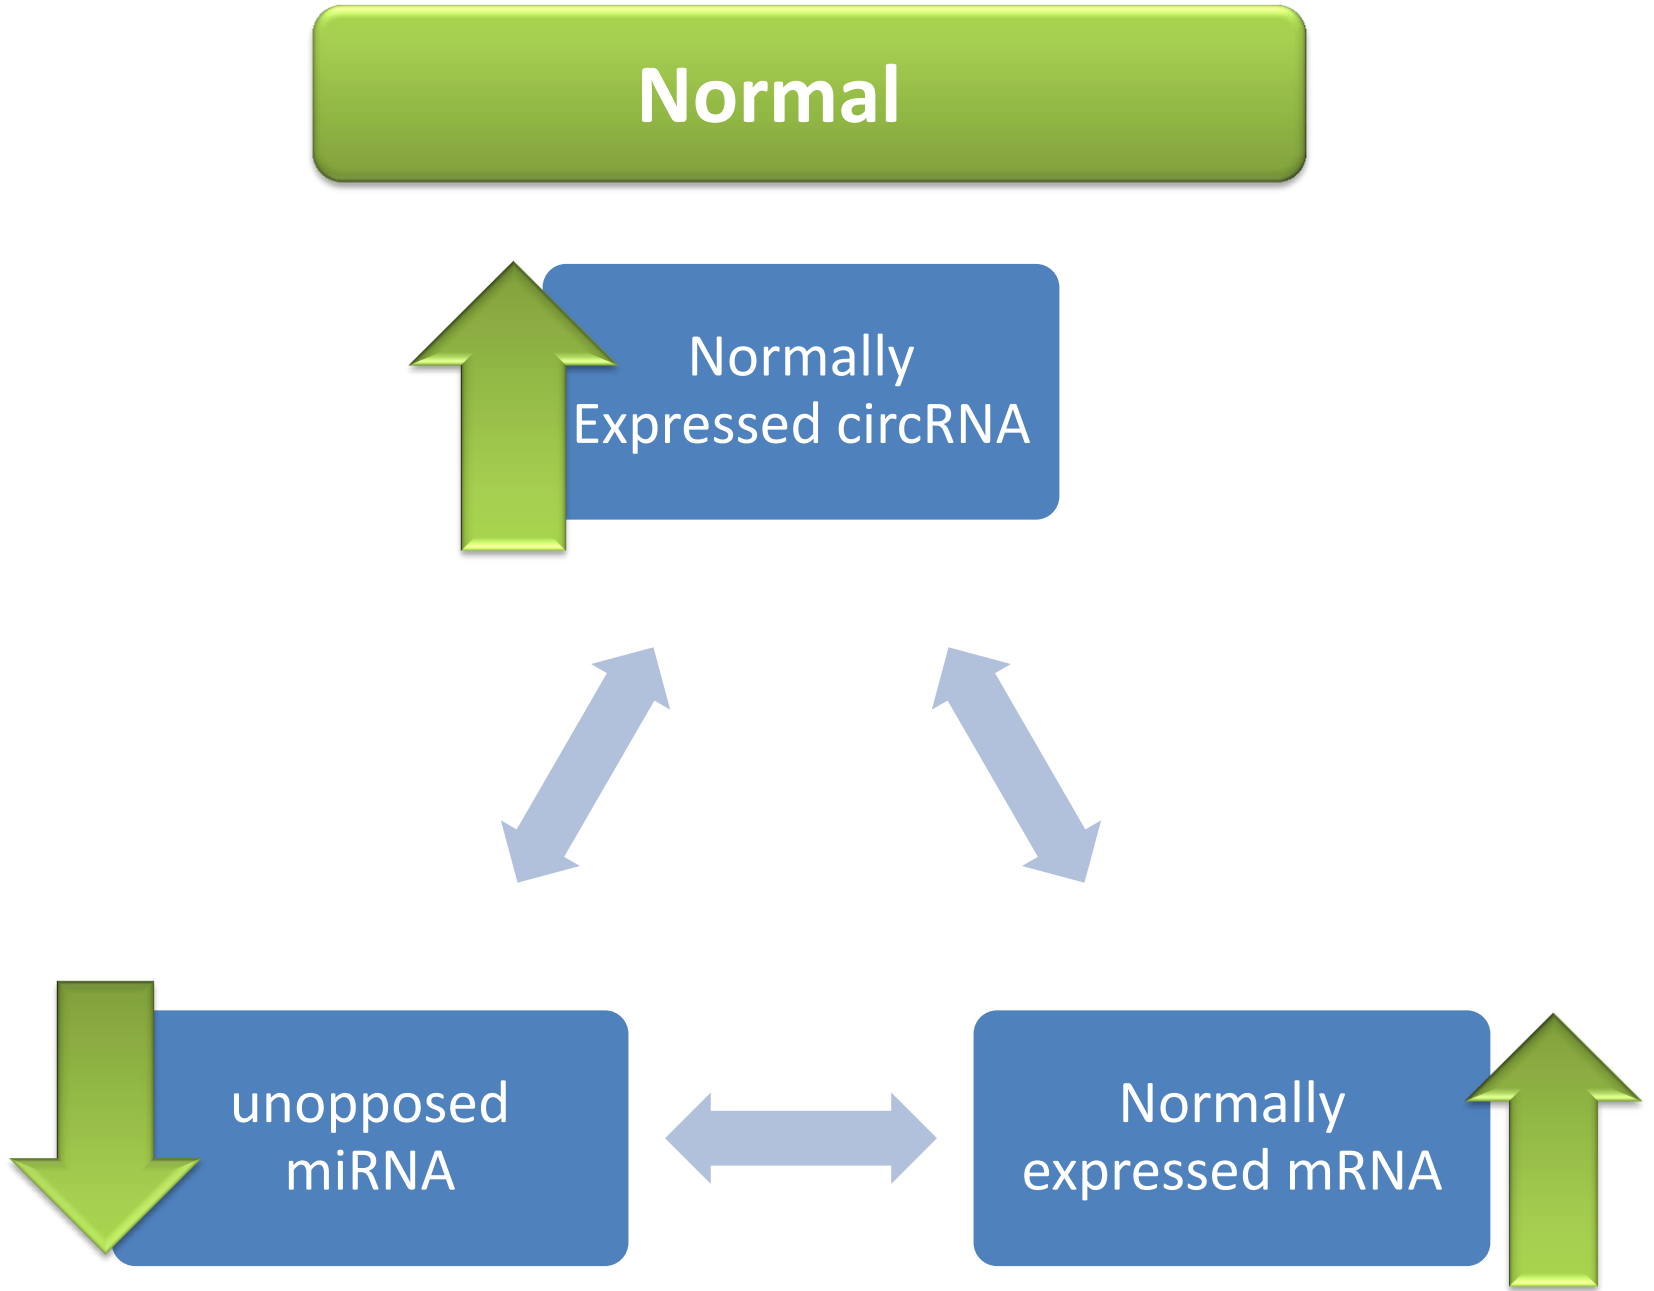 Normal
Normally
Expressed circRNA
unopposed
miRNA
Normally
expressed mRNA